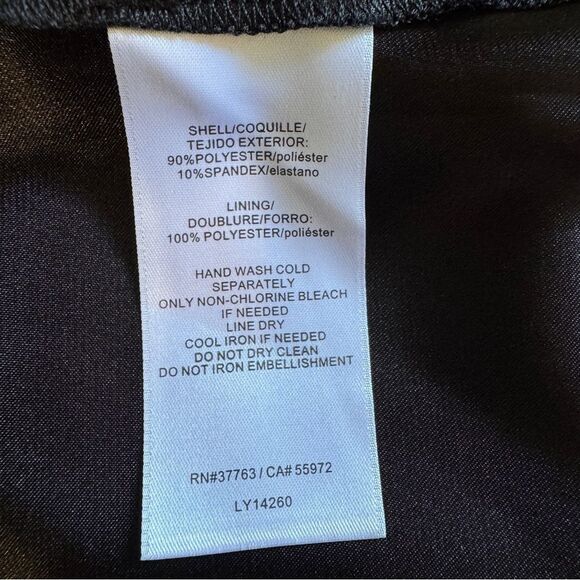 SHELL/COQUILLE/
TEJIDO EXTERIOR:
90%POLYESTER/poliéster
10%SPANDEX/elastano
LINING/
DOUBLURE/FORRO:
100% POLYESTER/poliéster
HAND WASH COLD
SEPARATELY
ONLY NON-CHLORINE BLEACH
IF NEEDED
LINE DRY
COOL IRON IF NEEDED
DO NOT DRY CLEAN
DO NOT IRON EMBELLISHMENT
RN#37763 / CA# 55972
LY14260